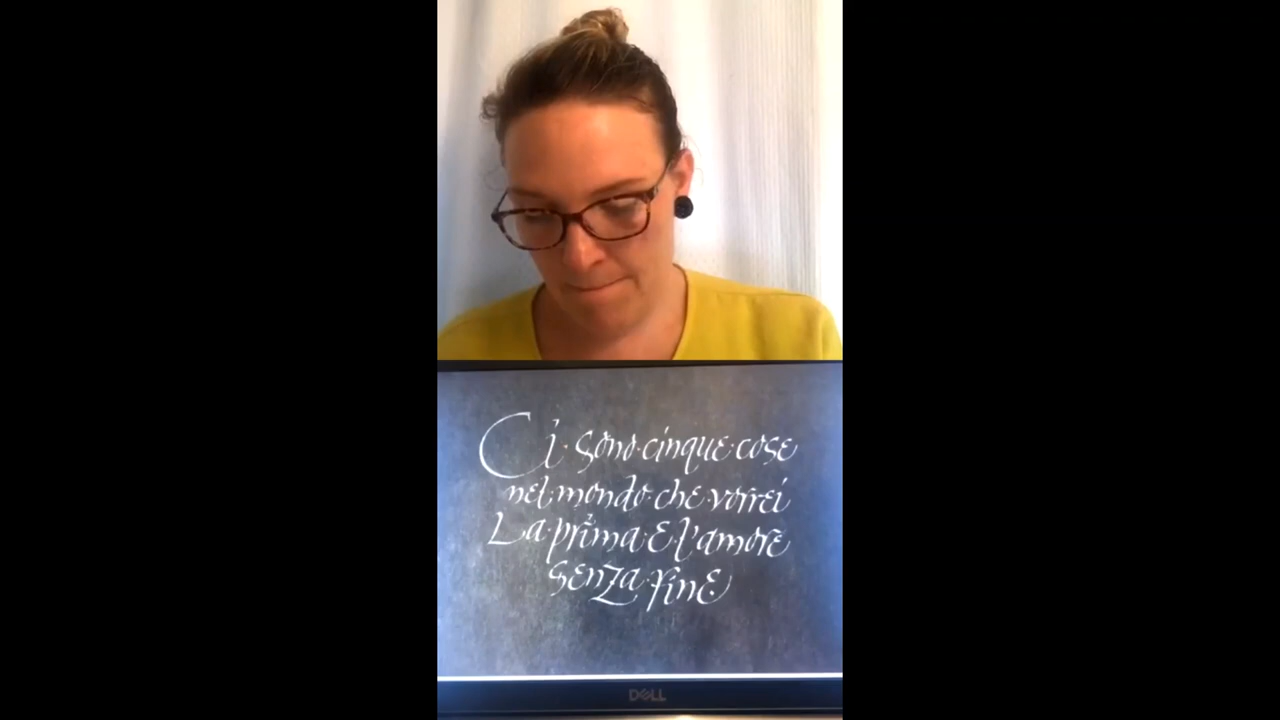 Ci·sono·cinque·cose
nel·mondo·che·vorrei
La·prima·E·l'amore
senza·fine·
DELL